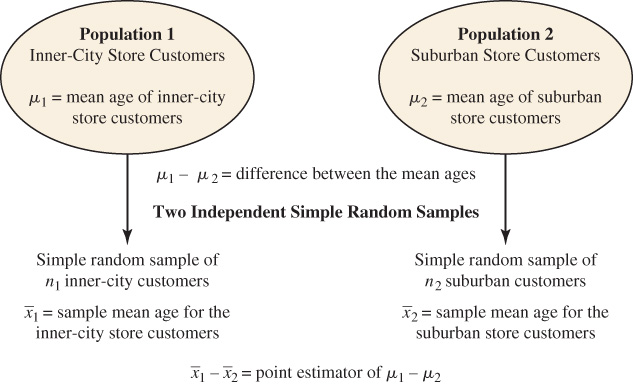 Population 1
Inner-City Store Customers
μ1 = mean age of inner-city
store customers
Population 2
Suburban Store Customers
μ2 = mean age of suburban
store customers
μ1 – μ2 = difference between the mean ages
Two Independent Simple Random Samples
Simple random sample of
n1 inner-city customers
x̅1 = sample mean age for the
inner-city store customers
Simple random sample of
n2 suburban customers
x̅2 = sample mean age for the
suburban store customers
x̅1 – x̅2 = point estimator of μ1 – μ2